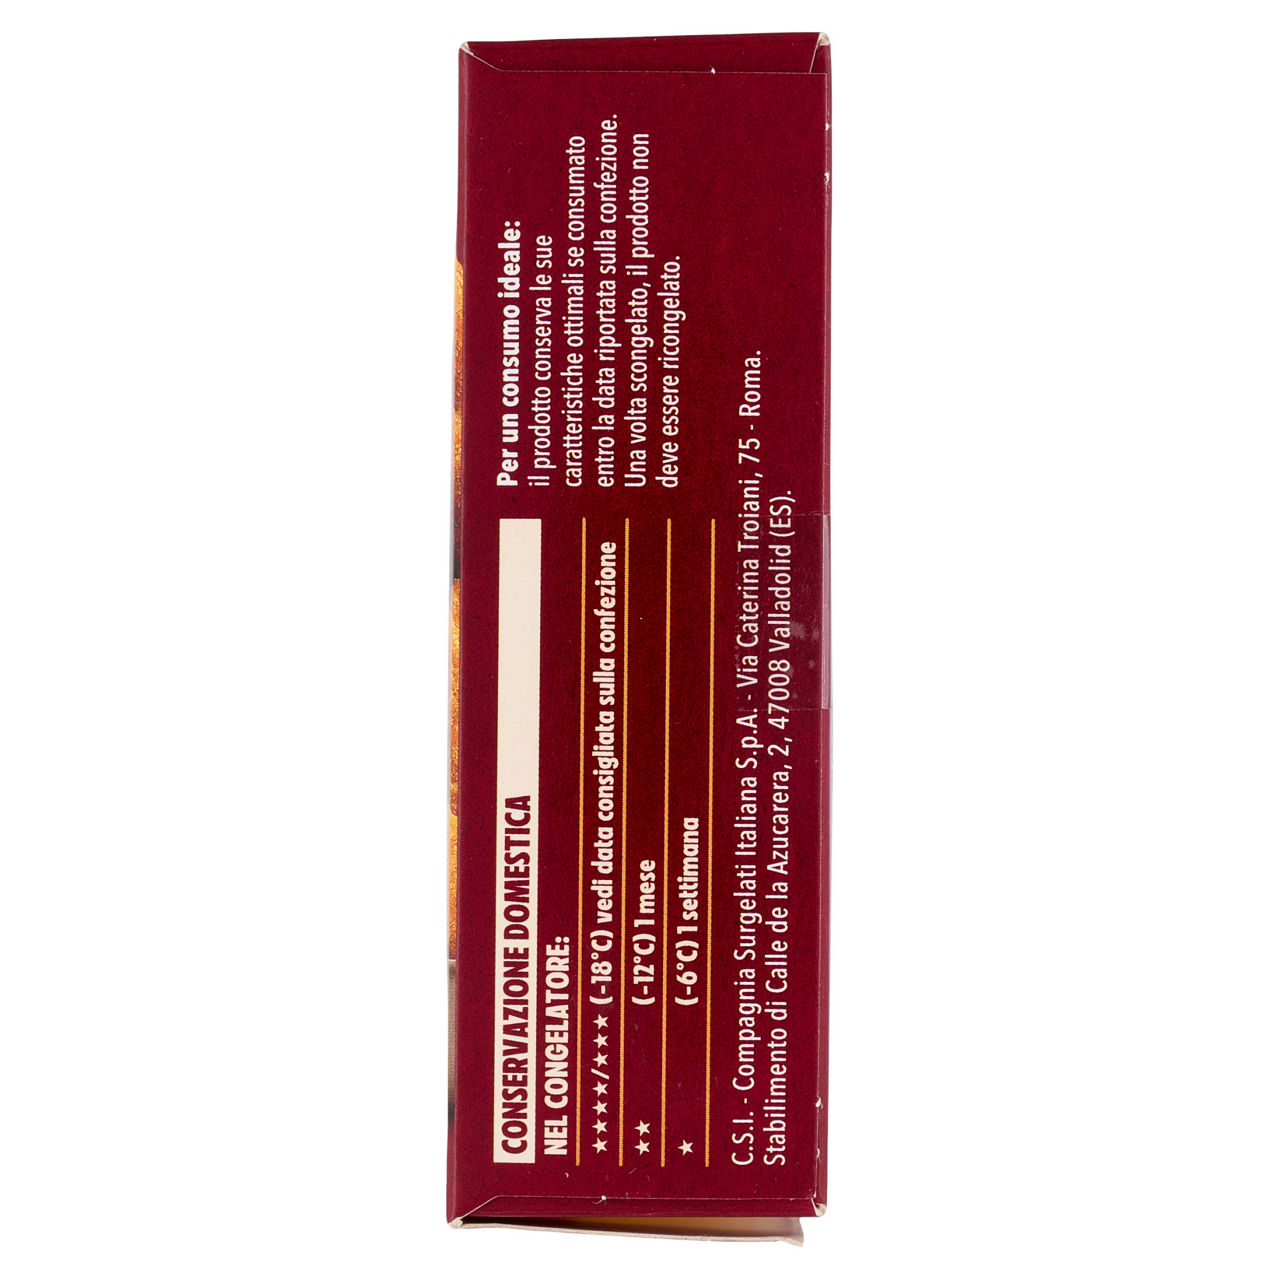 CONSERVAZIONE DOMESTICA
NEL CONGELATORE:
★★★★/★★★ (-18°C) vedi data consigliata sulla confezione
★★ (-12°C) 1 mese
★ (-6°C) 1 settimana
Per un consumo ideale:
il prodotto conserva le sue
caratteristiche ottimali se consumato
entro la data riportata sulla confezione.
Una volta scongelato, il prodotto non
deve essere ricongelato.
C.S.I. - Compagnia Surgelati Italiana S.p.A. - Via Caterina Troiani, 75 - Roma.
Stabilimento di Calle de la Azucarera, 2, 47008 Valladolid (ES).